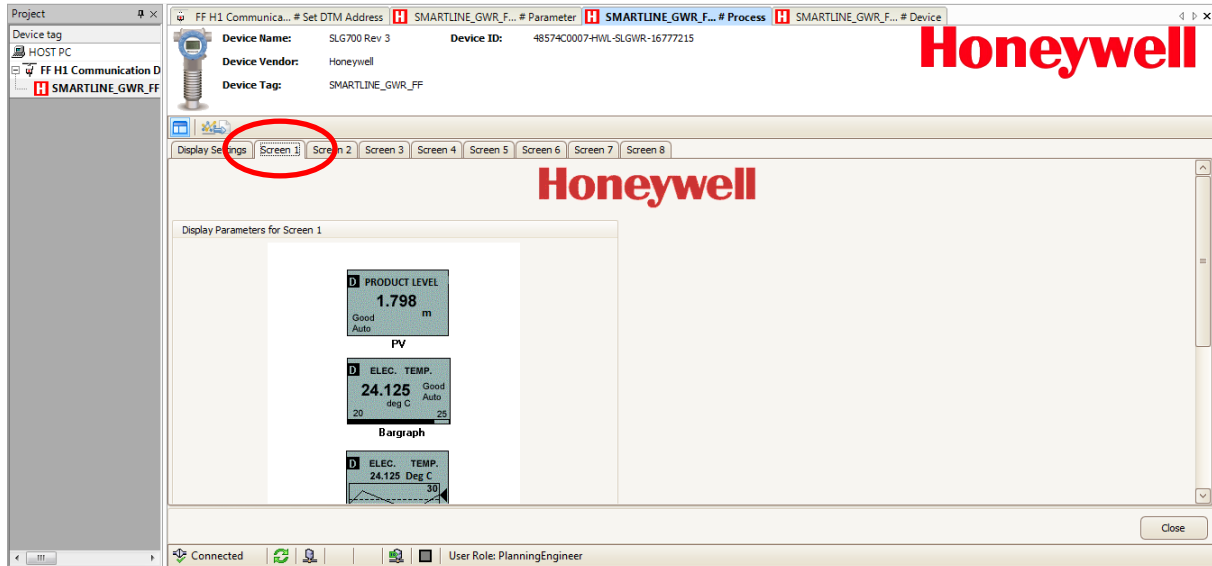 Project
Device tag
HOST PC
FF H1 Communication D
SMARTLINE_GWR_FF
FF H1 Communica... # Set DTM Address
SMARTLINE_GWR_F... # Parameter
SMARTLINE_GWR_F... # Process
SMARTLINE_GWR_F... # Device
Device Name: SLG700 Rev 3 Device ID: 48574C0007-HWL-SLGWR-16777215
Device Vendor: Honeywell
Device Tag: SMARTLINE_GWR_FF
Honeywell
Display Settings Screen 1 Screen 2 Screen 3 Screen 4 Screen 5 Screen 6 Screen 7 Screen 8
Honeywell
Display Parameters for Screen 1
D PRODUCT LEVEL
1.798
m
Good
Auto
PV
D ELEC. TEMP.
24.125 Good
Auto
deg C
20 25
Bargraph
D ELEC. TEMP.
24.125 Deg C
30
Close
Connected
User Role: PlanningEngineer